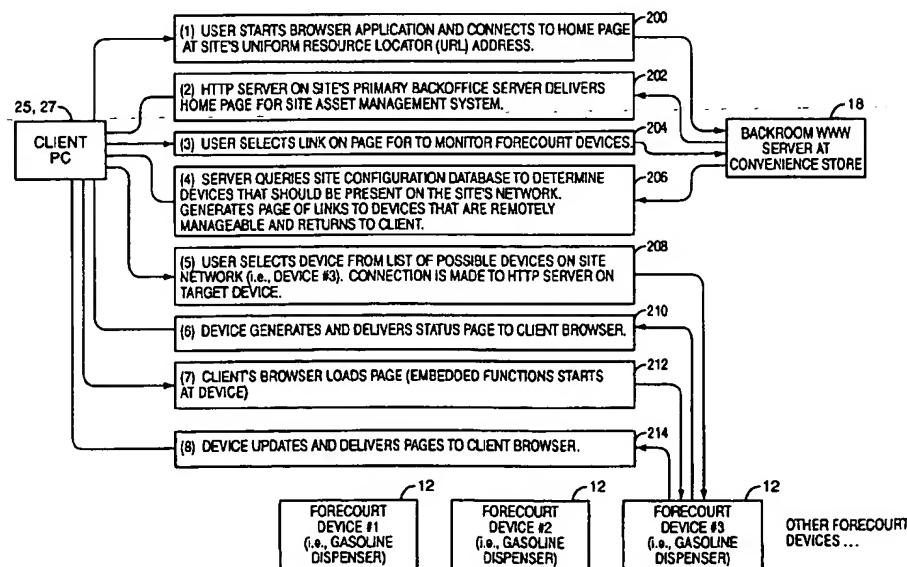 200
(1) USER STARTS BROWSER APPLICATION AND CONNECTS TO HOME PAGE
AT SITE'S UNIFORM RESOURCE LOCATOR (URL) ADDRESS.
202
(2) HTTP SERVER ON SITE'S PRIMARY BACKOFFICE SERVER DELIVERS
HOME PAGE FOR SITE ASSET MANAGEMENT SYSTEM.
25, 27
CLIENT
PC
204
(3) USER SELECTS LINK ON PAGE FOR TO MONITOR FORECOURT DEVICES.
18
BACKROOM WWW
SERVER AT
CONVENIENCE STORE
206
(4) SERVER QUERIES SITE CONFIGURATION DATABASE TO DETERMINE
DEVICES THAT SHOULD BE PRESENT ON THE SITE'S NETWORK.
GENERATES PAGE OF LINKS TO DEVICES THAT ARE REMOTELY
MANAGEABLE AND RETURNS TO CLIENT.
208
(5) USER SELECTS DEVICE FROM LIST OF POSSIBLE DEVICES ON SITE
NETWORK (i.e., DEVICE #3). CONNECTION IS MADE TO HTTP SERVER ON
TARGET DEVICE.
210
(6) DEVICE GENERATES AND DELIVERS STATUS PAGE TO CLIENT BROWSER.
212
(7) CLIENT'S BROWSER LOADS PAGE (EMBEDDED FUNCTIONS STARTS
AT DEVICE)
214
(8) DEVICE UPDATES AND DELIVERS PAGES TO CLIENT BROWSER.
12
FORECOURT
DEVICE #1
(i.e., GASOLINE
DISPENSER)
12
FORECOURT
DEVICE #2
(i.e., GASOLINE
DISPENSER)
12
FORECOURT
DEVICE #3
(i.e., GASOLINE
DISPENSER)
OTHER FORECOURT
DEVICES ...